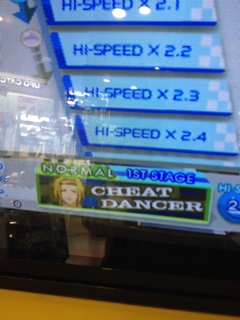 HI-SPEED X 2.1
HI-SPEED X 2.2
HI-SPEED X 2.3
HI-SPEED X 2.4
NORMAL 1ST STAGE
CHEAT
DANCER